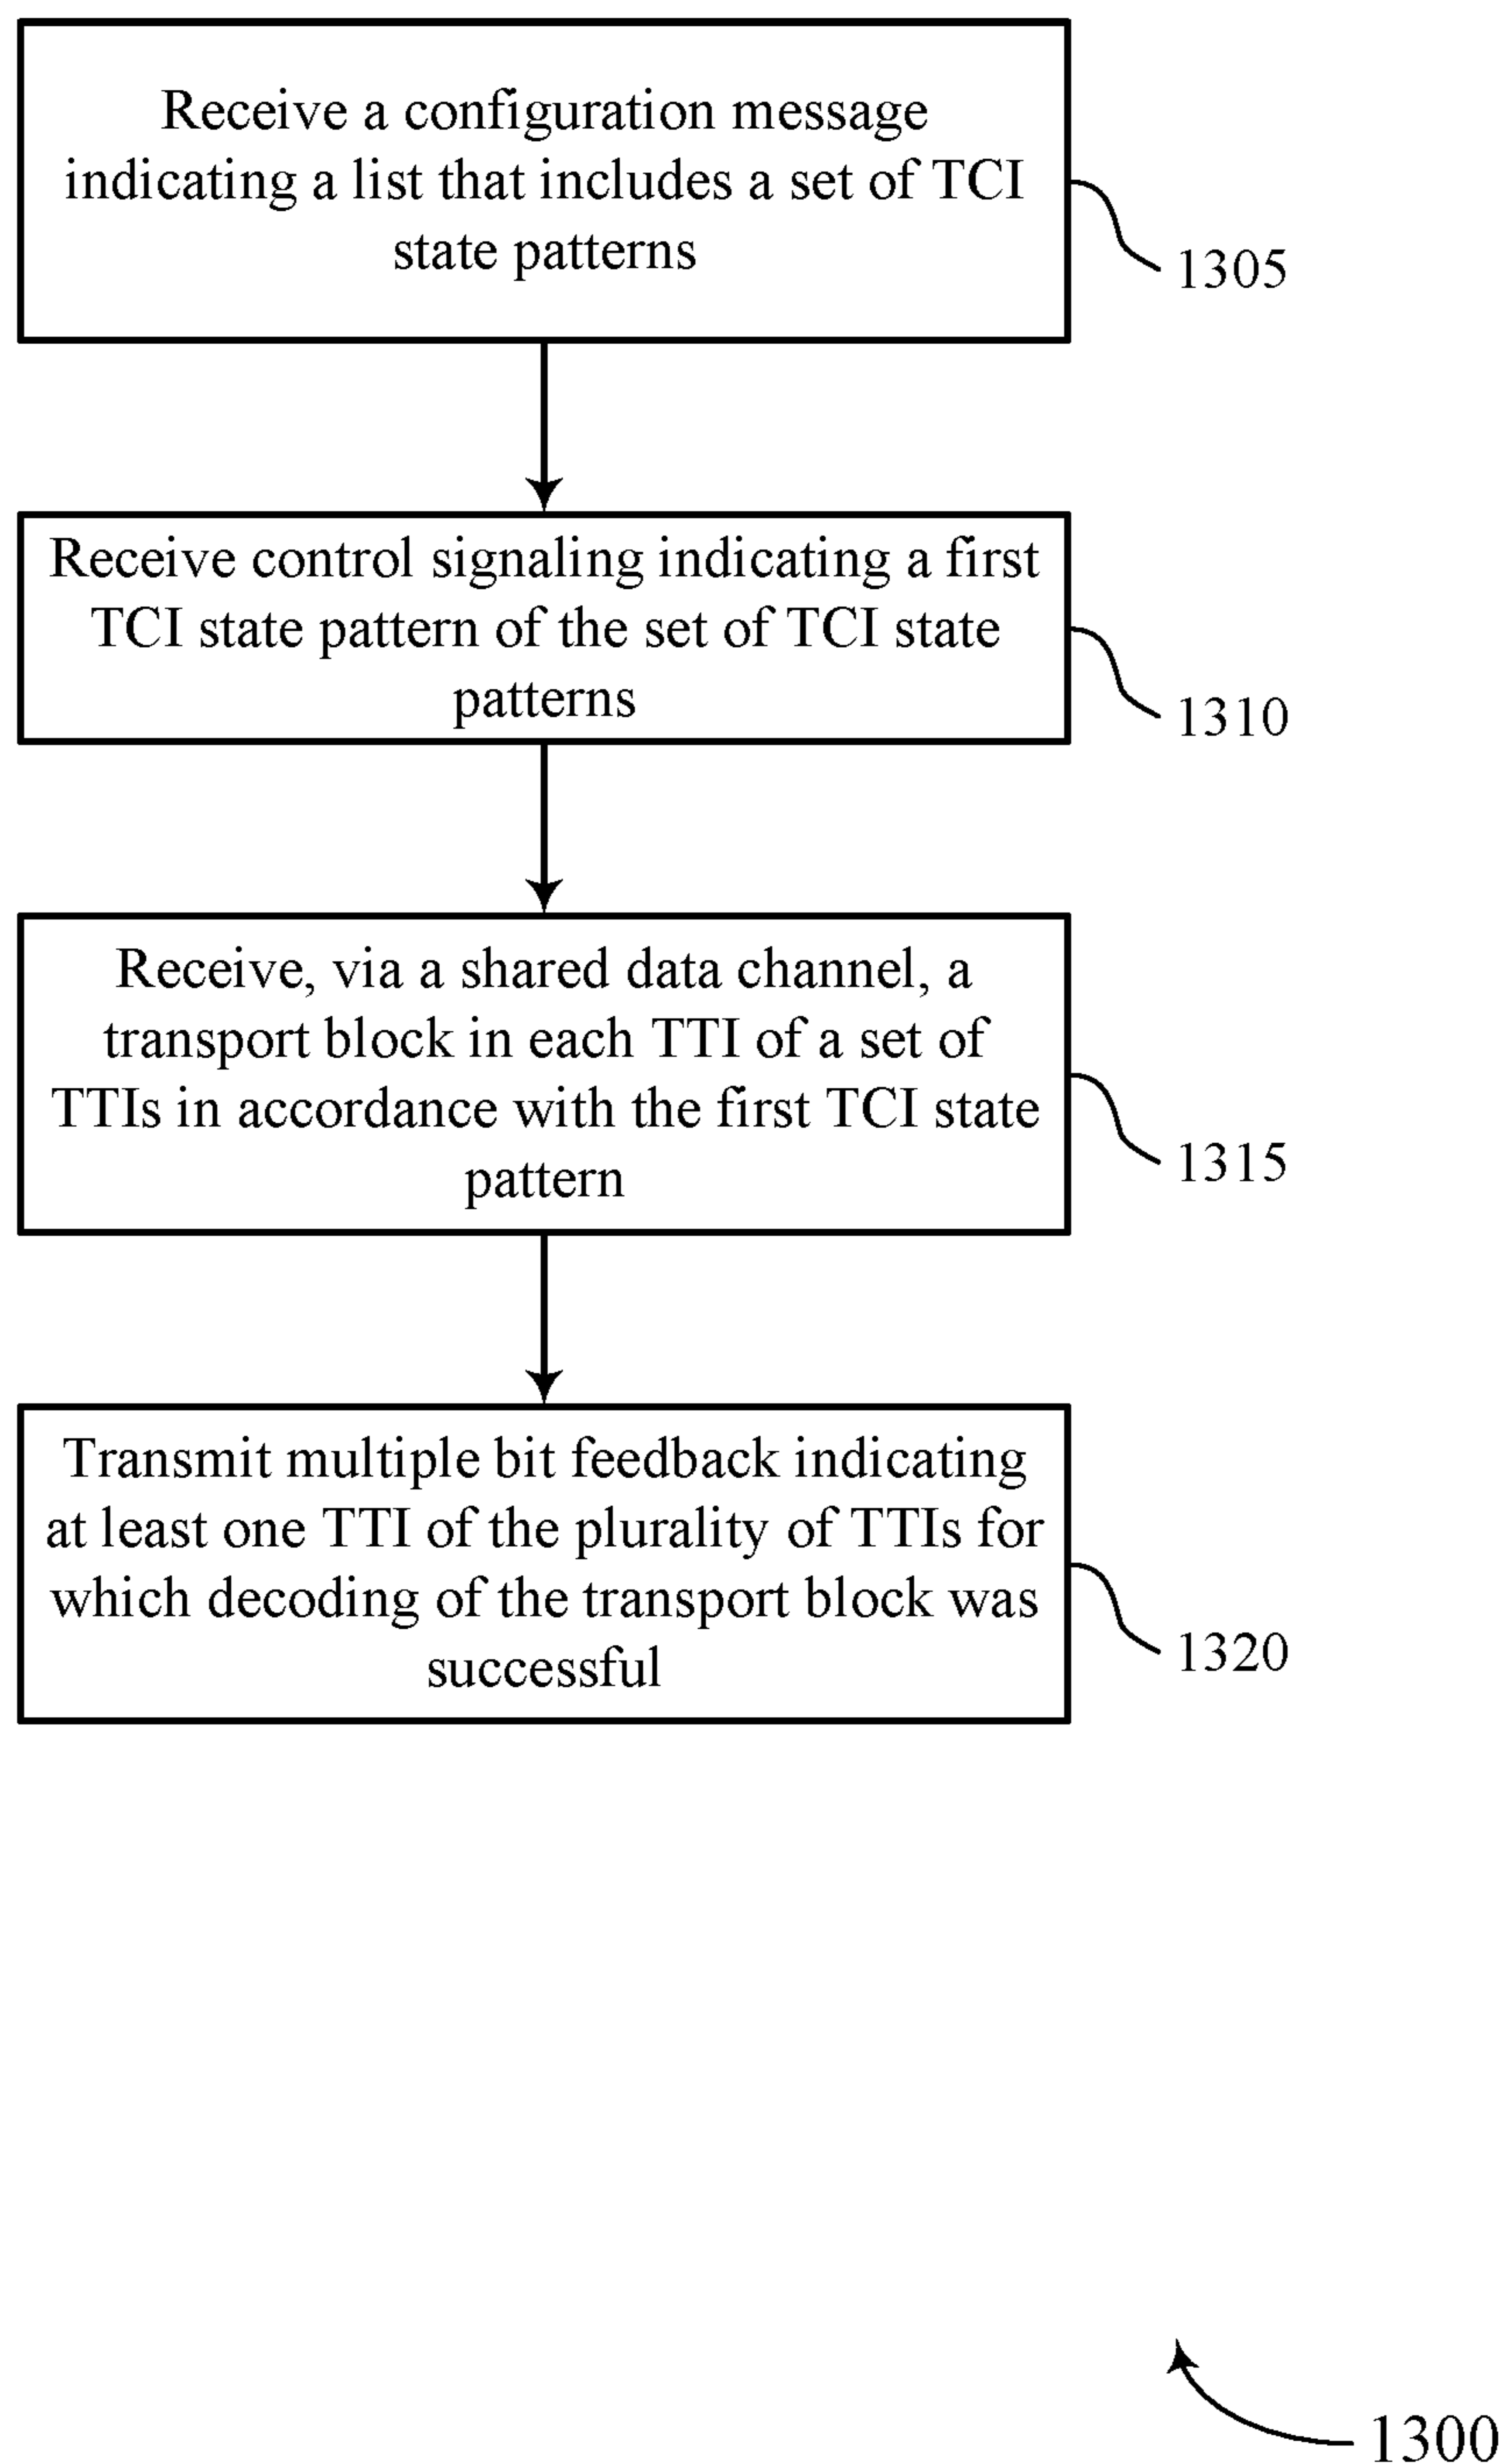 Receive a configuration message
indicating a list that includes a set of TCI
state patterns
1305
Receive control signaling indicating a first
TCI state pattern of the set of TCI state
patterns
1310
Receive, via a shared data channel, a
transport block in each TTI of a set of
TTIs in accordance with the first TCI state
pattern
1315
Transmit multiple bit feedback indicating
at least one TTI of the plurality of TTIs for
which decoding of the transport block was
successful
1320
1300